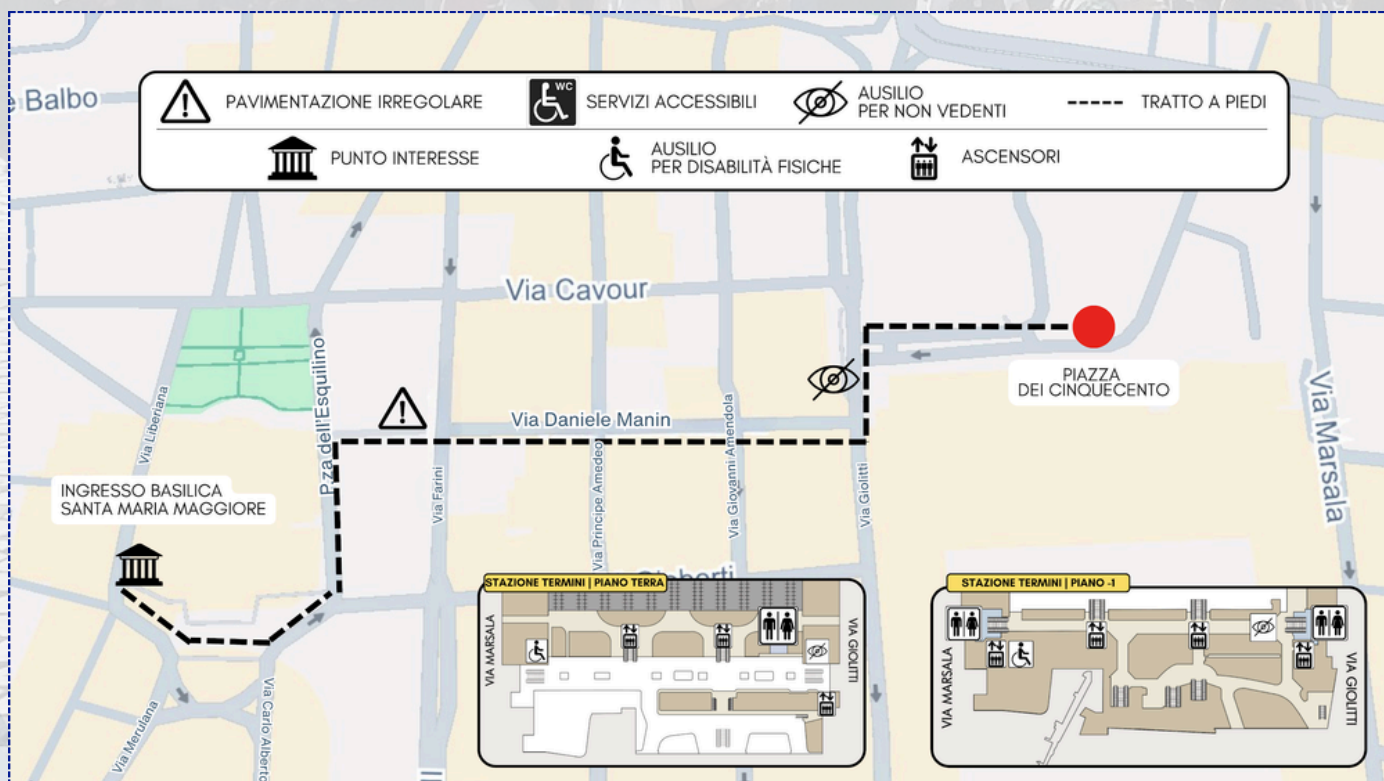 Balbo
PAVIMENTAZIONE IRREGOLARE
WC
SERVIZI ACCESSIBILI
AUSILIO
PER NON VEDENTI
TRATTO A PIEDI
PUNTO INTERESSE
AUSILIO
PER DISABILITÀ FISICHE
ASCENSORI
Via Cavour
PIAZZA
DEI CINQUECENTO
P.za dell'Esquilino
Via Liberiana
Via Daniele Manin
Via Farini
Via Principe Amedeo
Via Giovanni Amendola
Via Giolitti
Via Marsala
INGRESSO BASILICA
SANTA MARIA MAGGIORE
Via Merulana
Via Carlo Alberto
STAZIONE TERMINI | PIANO TERRA
VIA MARSALA
VIA GIOLITTI
STAZIONE TERMINI | PIANO -1
VIA MARSALA
VIA GIOLITTI